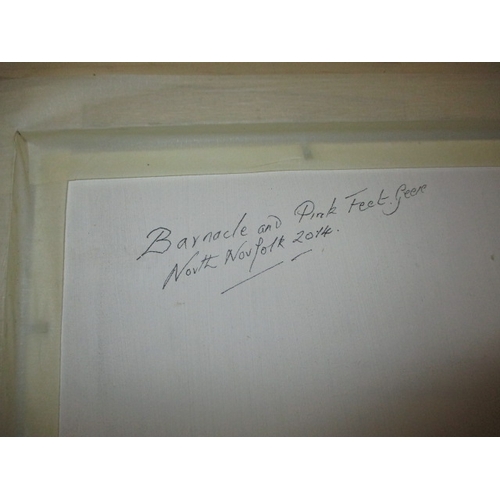 Barnacle and Pink Feet. Geese
North Norfolk 2014.